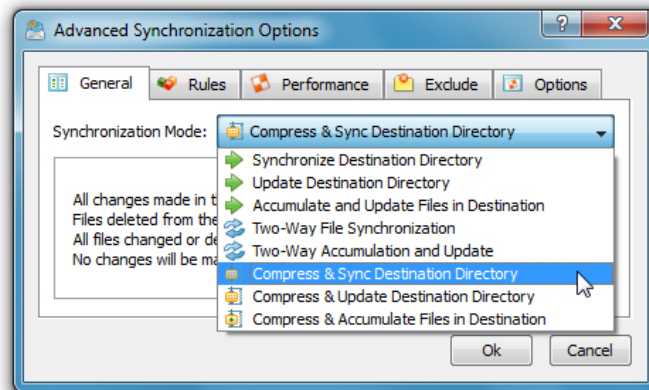 Advanced Synchronization Options
General Rules Performance Exclude Options
Synchronization Mode: Compress & Sync Destination Directory
Synchronize Destination Directory
Update Destination Directory
Accumulate and Update Files in Destination
Two-Way File Synchronization
Two-Way Accumulation and Update
Compress & Sync Destination Directory
Compress & Update Destination Directory
Compress & Accumulate Files in Destination
All changes made in
Files deleted from the
All files changed or
No changes will be
Ok Cancel